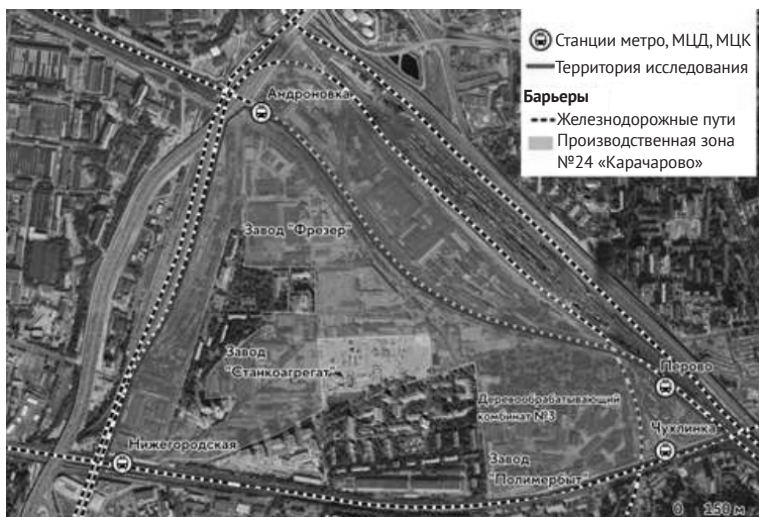 Станции метро, МЦД, МЦК
Территория исследования
Барьеры
Железнодорожные пути
Производственная зона
№24 «Карачарово»
Андроновка
Завод "Фрезер"
Завод
"Станкоагрегат"
Перово
Деревообрабатывающий
комбинат №3
Чухлинка
Нижегородская
Завод
"Полимербыт"
0 150 м